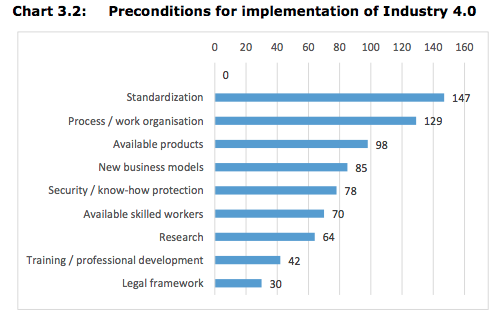 Chart 3.2: Preconditions for implementation of Industry 4.0
0 20 40 60 80 100 120 140 160
0
Standardization 147
Process / work organisation 129
Available products 98
New business models 85
Security / know-how protection 78
Available skilled workers 70
Research 64
Training / professional development 42
Legal framework 30